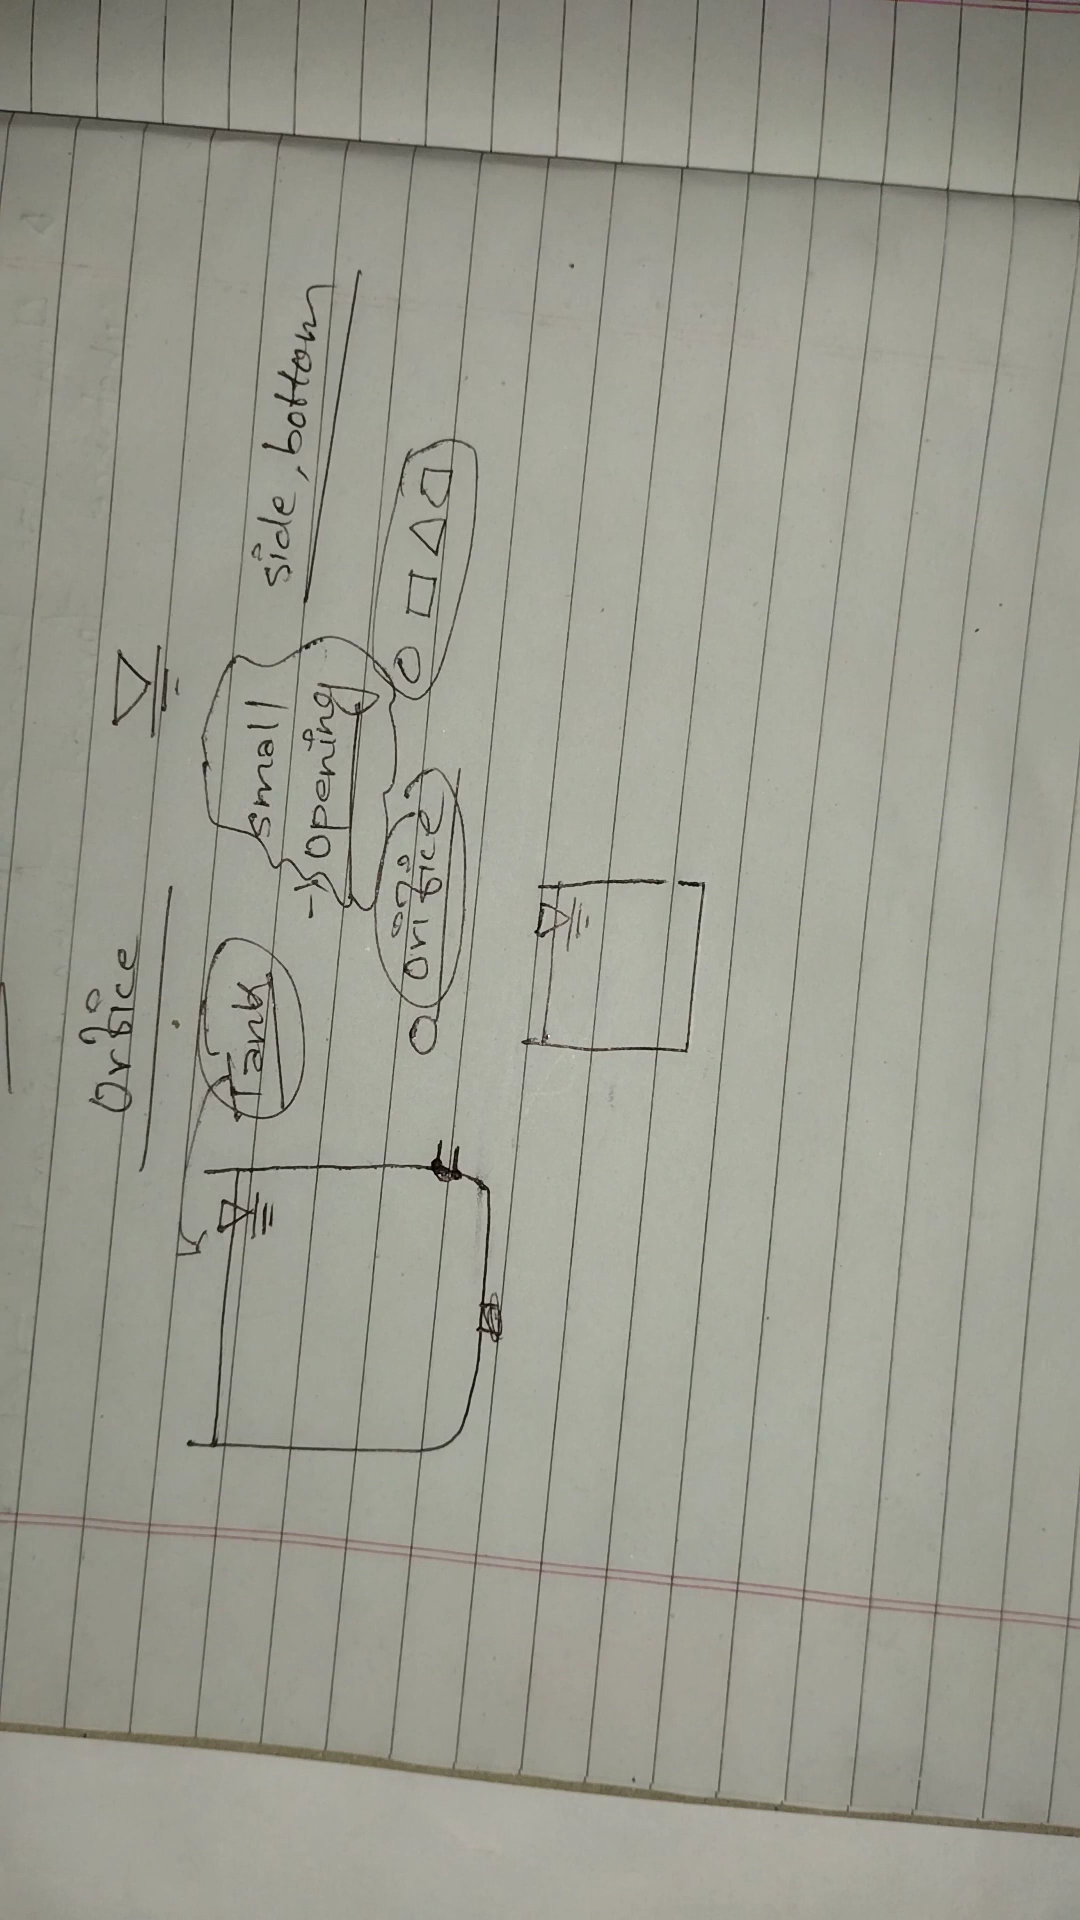 Orifice
Tank
small
opening
side, bottom
Orifice